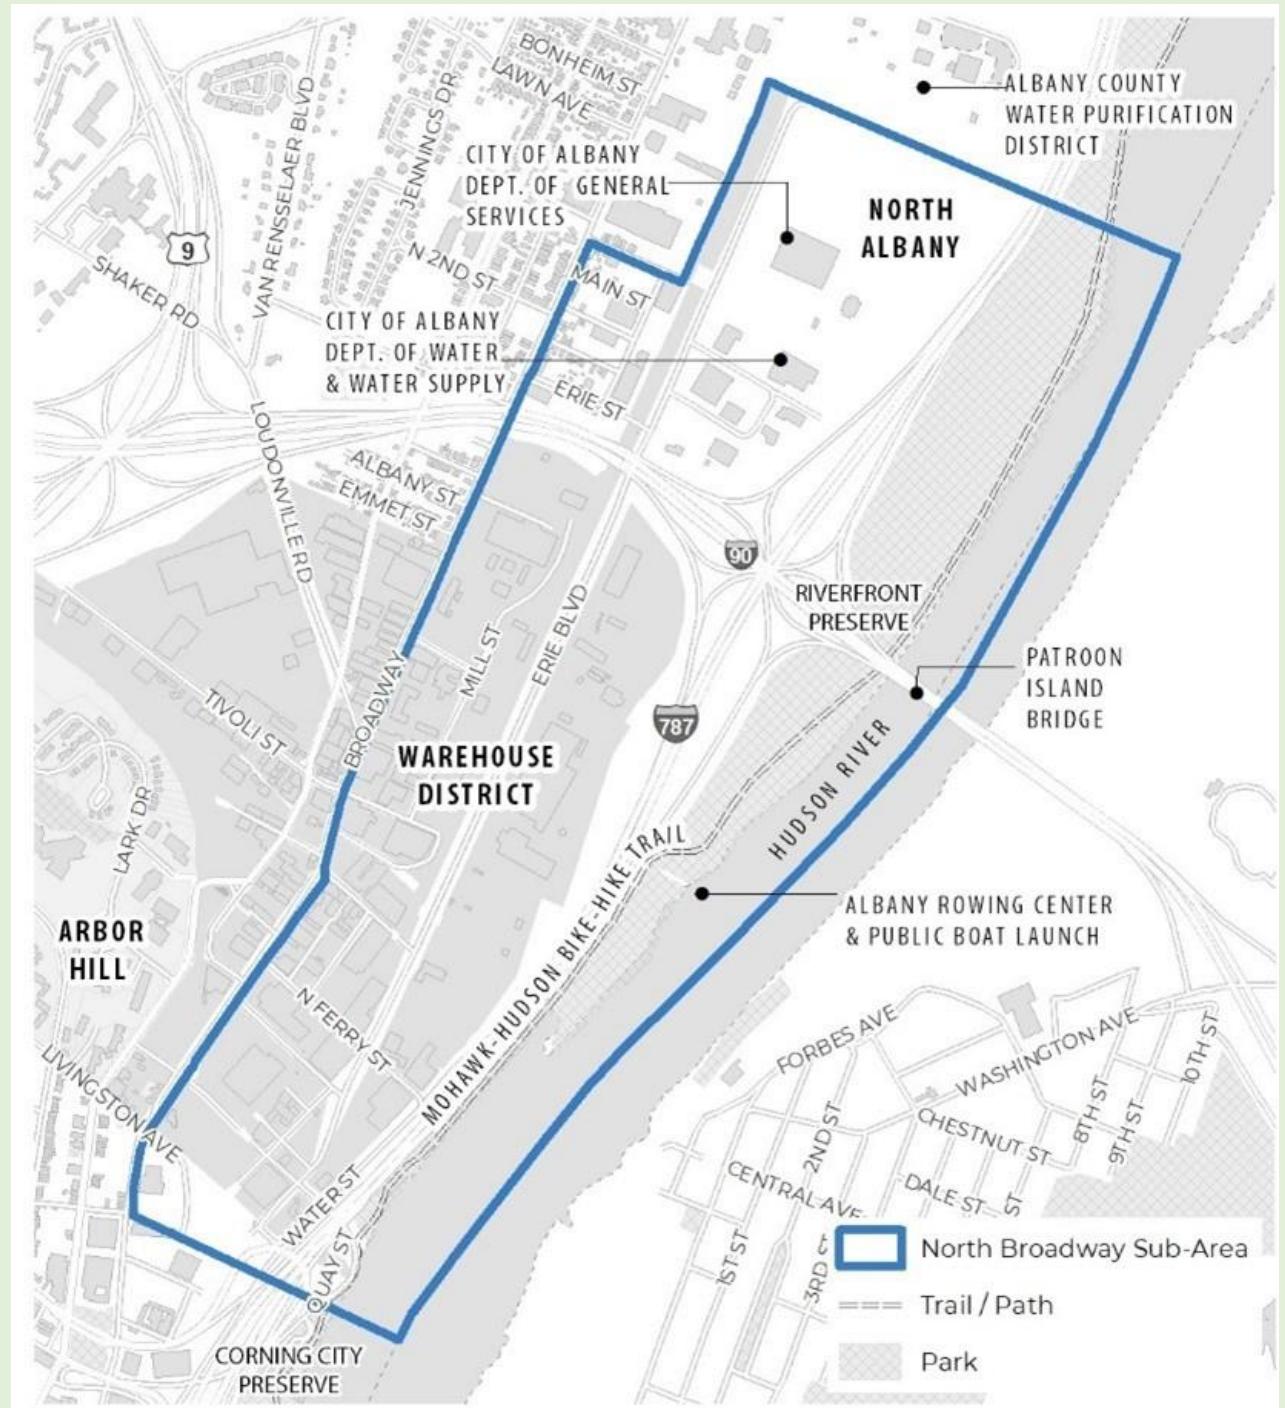 BONHEIM ST
LAWN AVE
ALBANY COUNTY
WATER PURIFICATION
DISTRICT
VAN RENSSELAER BLVD
JENNINGS DR
CITY OF ALBANY
DEPT. OF GENERAL
SERVICES
NORTH
ALBANY
9
SHAKER RD
N 2ND ST
MAIN ST
CITY OF ALBANY
DEPT. OF WATER
& WATER SUPPLY
ERIE ST
LOUDONVILLE RD
ALBANY ST
EMMET ST
90
RIVERFRONT
PRESERVE
MILL ST
ERIE BLVD
PATROON
ISLAND
BRIDGE
TIVOLI ST
BROADWAY
787
WAREHOUSE
DISTRICT
HUDSON RIVER
LARK DR
MOHAWK-HUDSON BIKE-HIKE TRAIL
ALBANY ROWING CENTER
& PUBLIC BOAT LAUNCH
ARBOR
HILL
N FERRY ST
FORBES AVE
WASHINGTON AVE
10TH ST
LIVINGSTON AVE
CHESTNUT ST
8TH ST
9TH ST
2ND ST
CENTRAL AVE
DALE ST
ST
WATER ST
QUAY ST
1ST ST
3RD
North Broadway Sub-Area
Trail / Path
Park
CORNING CITY
PRESERVE